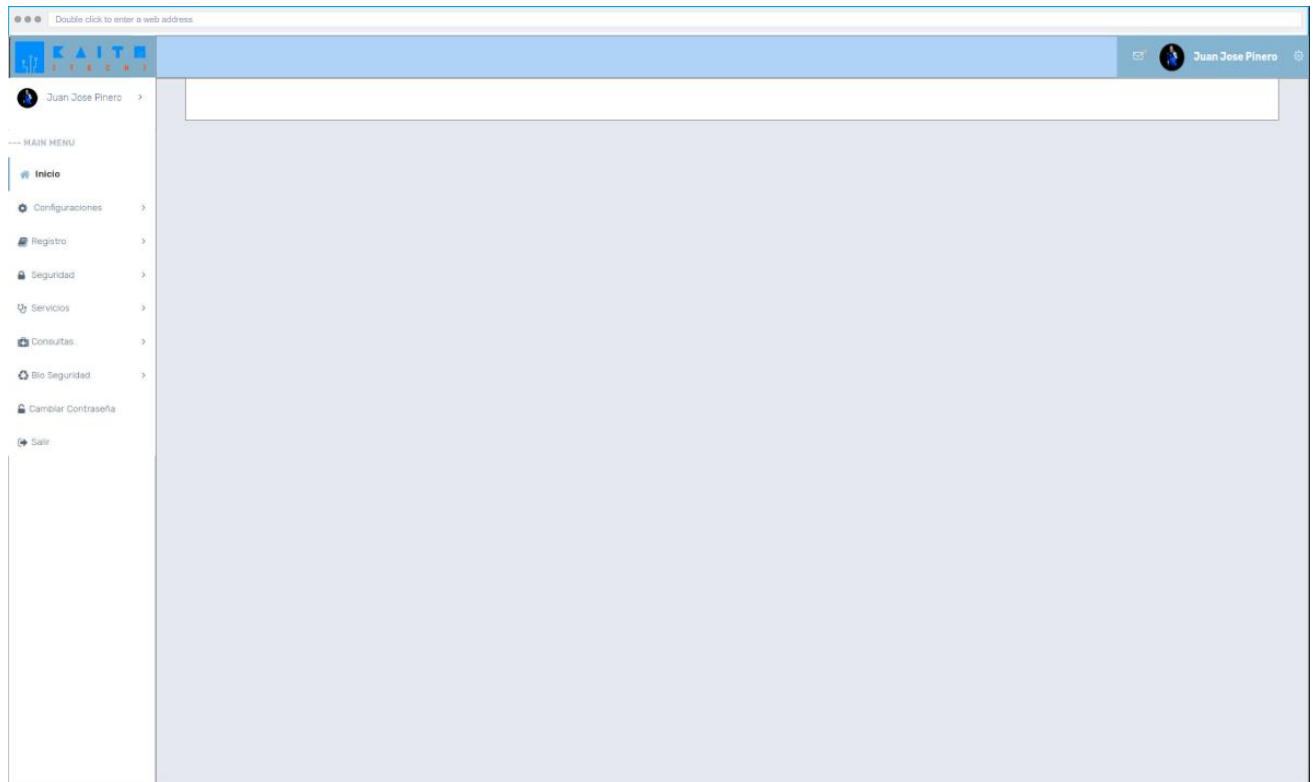 Double click to enter a web address
KAITM
Juan Jose Pinero
Juan Jose Pinero
--- MAIN MENU
Inicio
Configuraciones
Registro
Seguridad
Servicios
Consultas
Bio Seguridad
Cambiar Contraseña
Salir